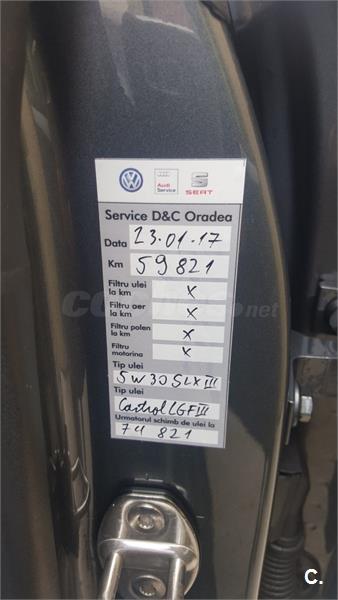 Audi
Service
SEAT
Service D&C Oradea
Data 23.01.17
Km 59821
Filtru ulei
la km X
Filtru aer
la km X
Filtru polen
la km X
Filtru
motorina X
Tip ulei
5W30 SLX III
Tip ulei
Castrol LGF III
Urmatorul schimb de ulei la
74 821
C.